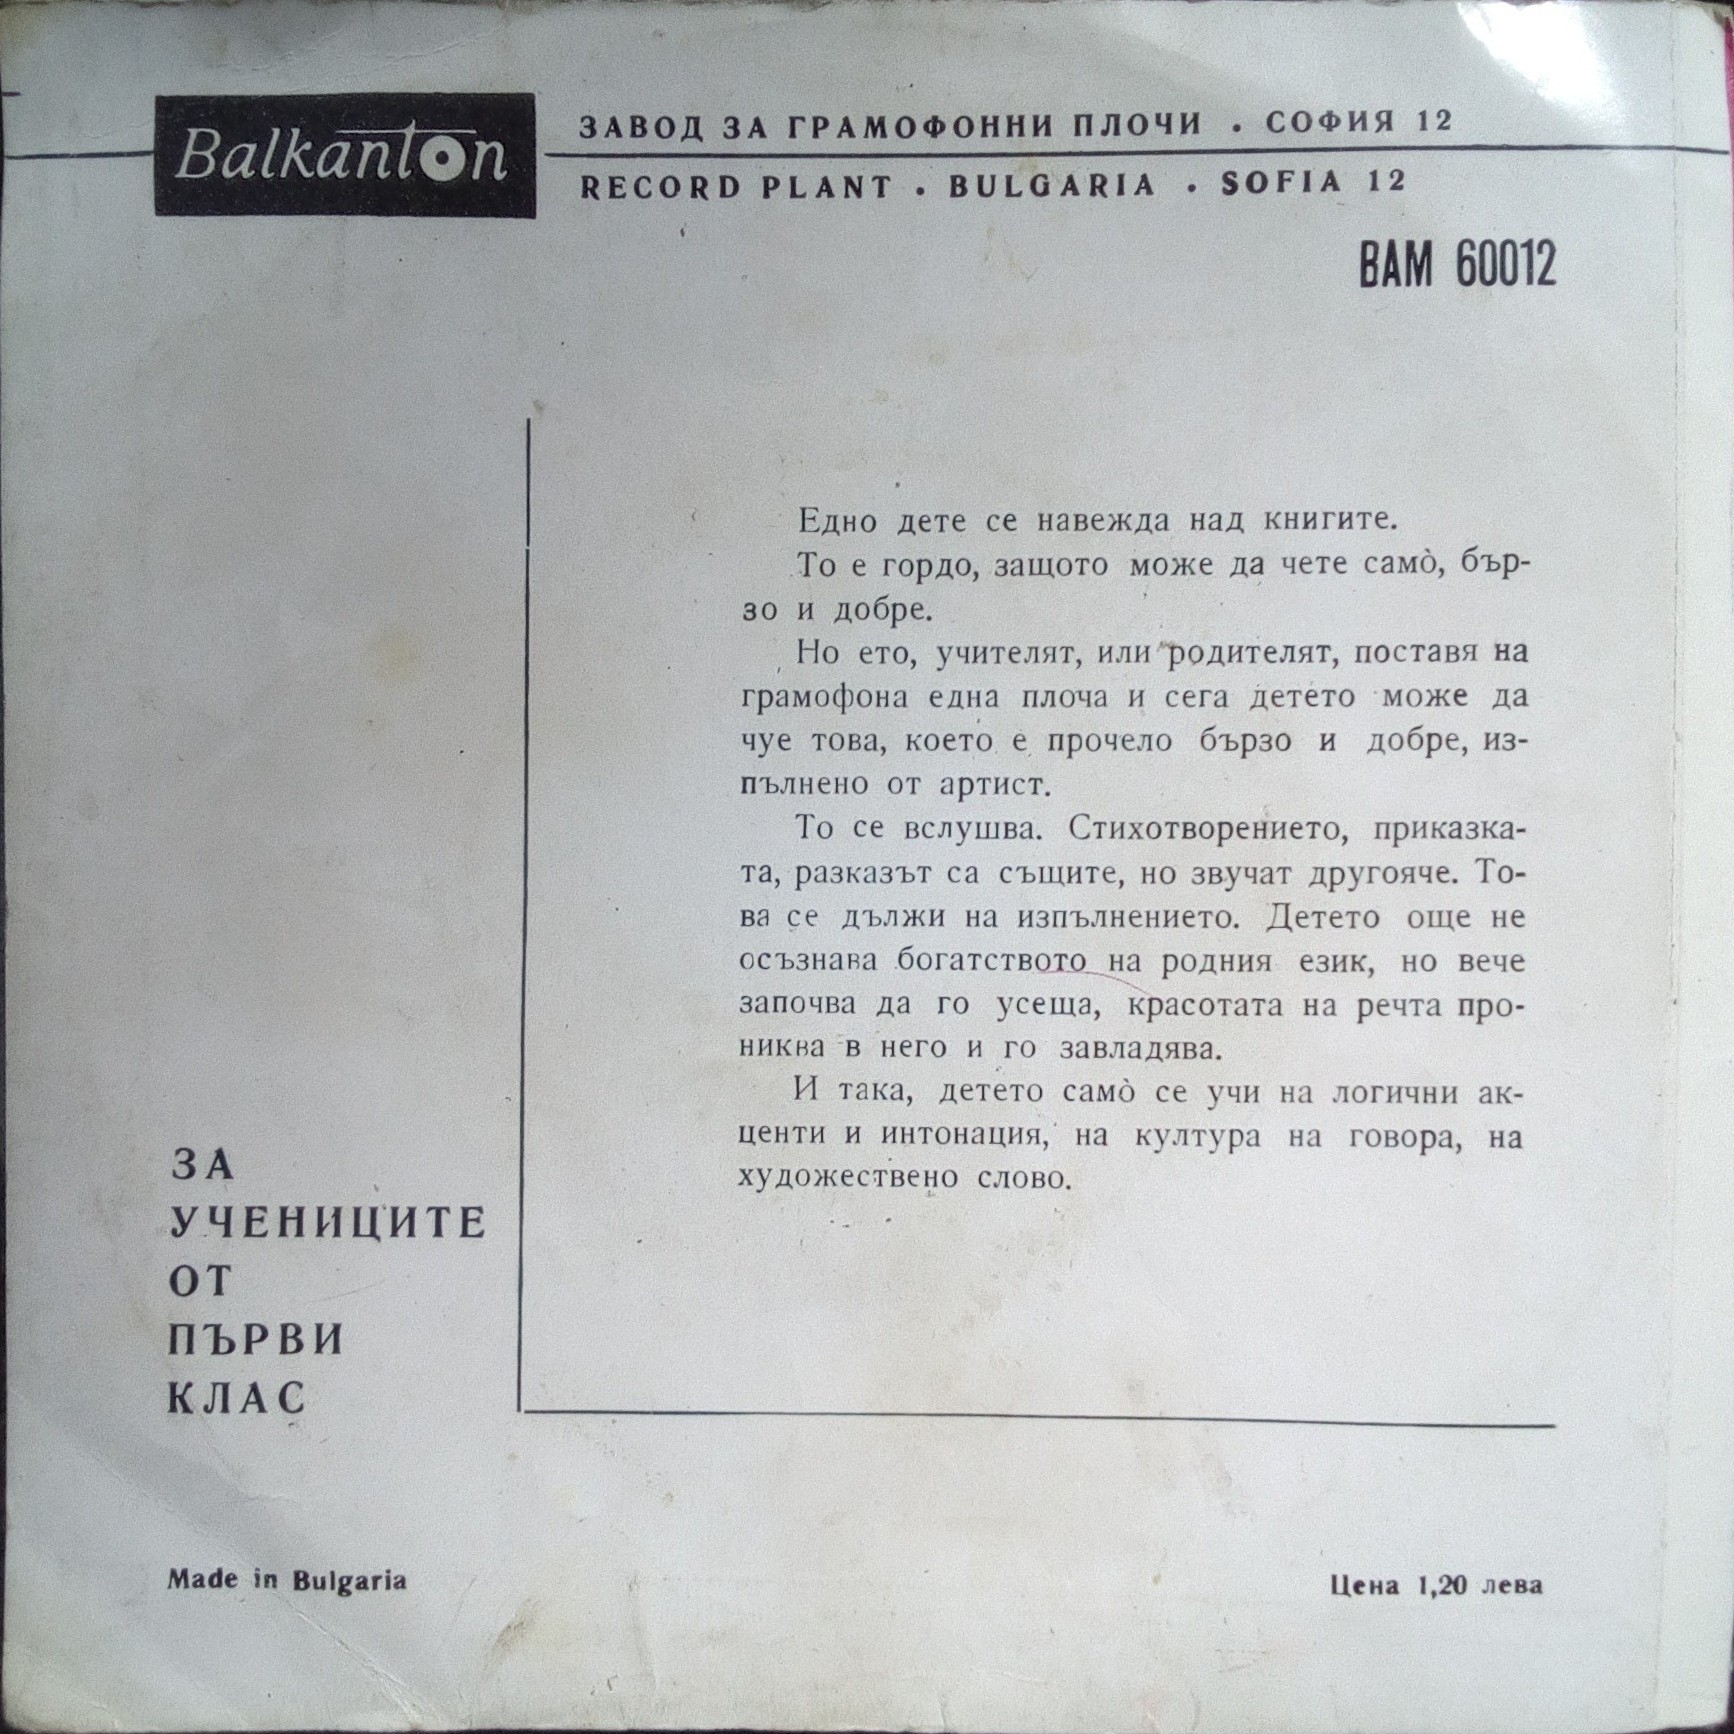 Balkanton
ЗАВОД ЗА ГРАМОФОННИ ПЛОЧИ . СОФИЯ 12
RECORD PLANT . BULGARIA . SOFIA 12
ВАМ 60012
Едно дете се навежда над книгите.
То е гордо, защото може да чете само̀, бър-
зо и добре.
Но ето, учителят, или родителят, поставя на
грамофона една плоча и сега детето може да
чуе това, което е прочело бързо и добре, из-
пълнено от артист.
То се вслушва. Стихотворението, приказка-
та, разказът са същите, но звучат другояче. То-
ва се дължи на изпълнението. Детето още не
осъзнава богатството на родния език, но вече
започва да го усеща, красотата на речта про-
никва в него и го завладява.
И така, детето само̀ се учи на логични ак-
центи и интонация, на култура на говора, на
художествено слово.
ЗА
УЧЕНИЦИТЕ
ОТ
ПЪРВИ
КЛАС
Made in Bulgaria
Цена 1,20 лева